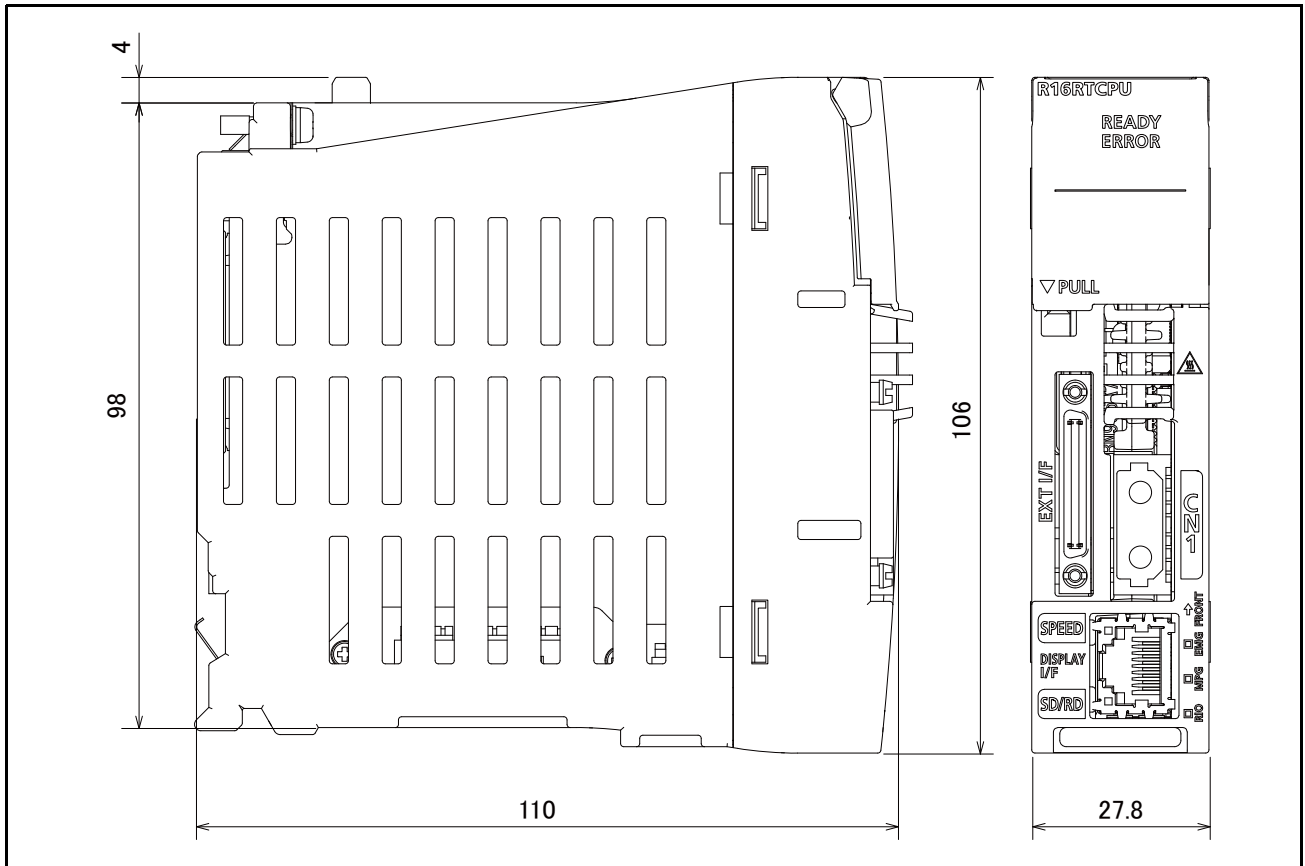 4
98
106
110
27.8
R16RTCPU
READY
ERROR
▽ PULL
EXT I/F
CN1
SPEED
DISPLAY
I/F
SD/RD
FRONT
EMG
MPG
RIO